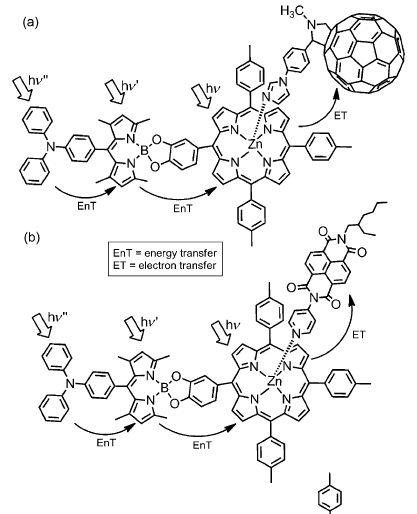 (a)
H₃C
N
hν"
hν'
hν
N
N
ET
N
N
B
O
O
N
N
N
N
Zn
N
EnT
EnT
(b)
EnT = energy transfer
ET = electron transfer
O
N
O
O
N
O
ET
N
hν"
hν'
hν
N
N
B
O
O
N
N
N
N
Zn
N
EnT
EnT